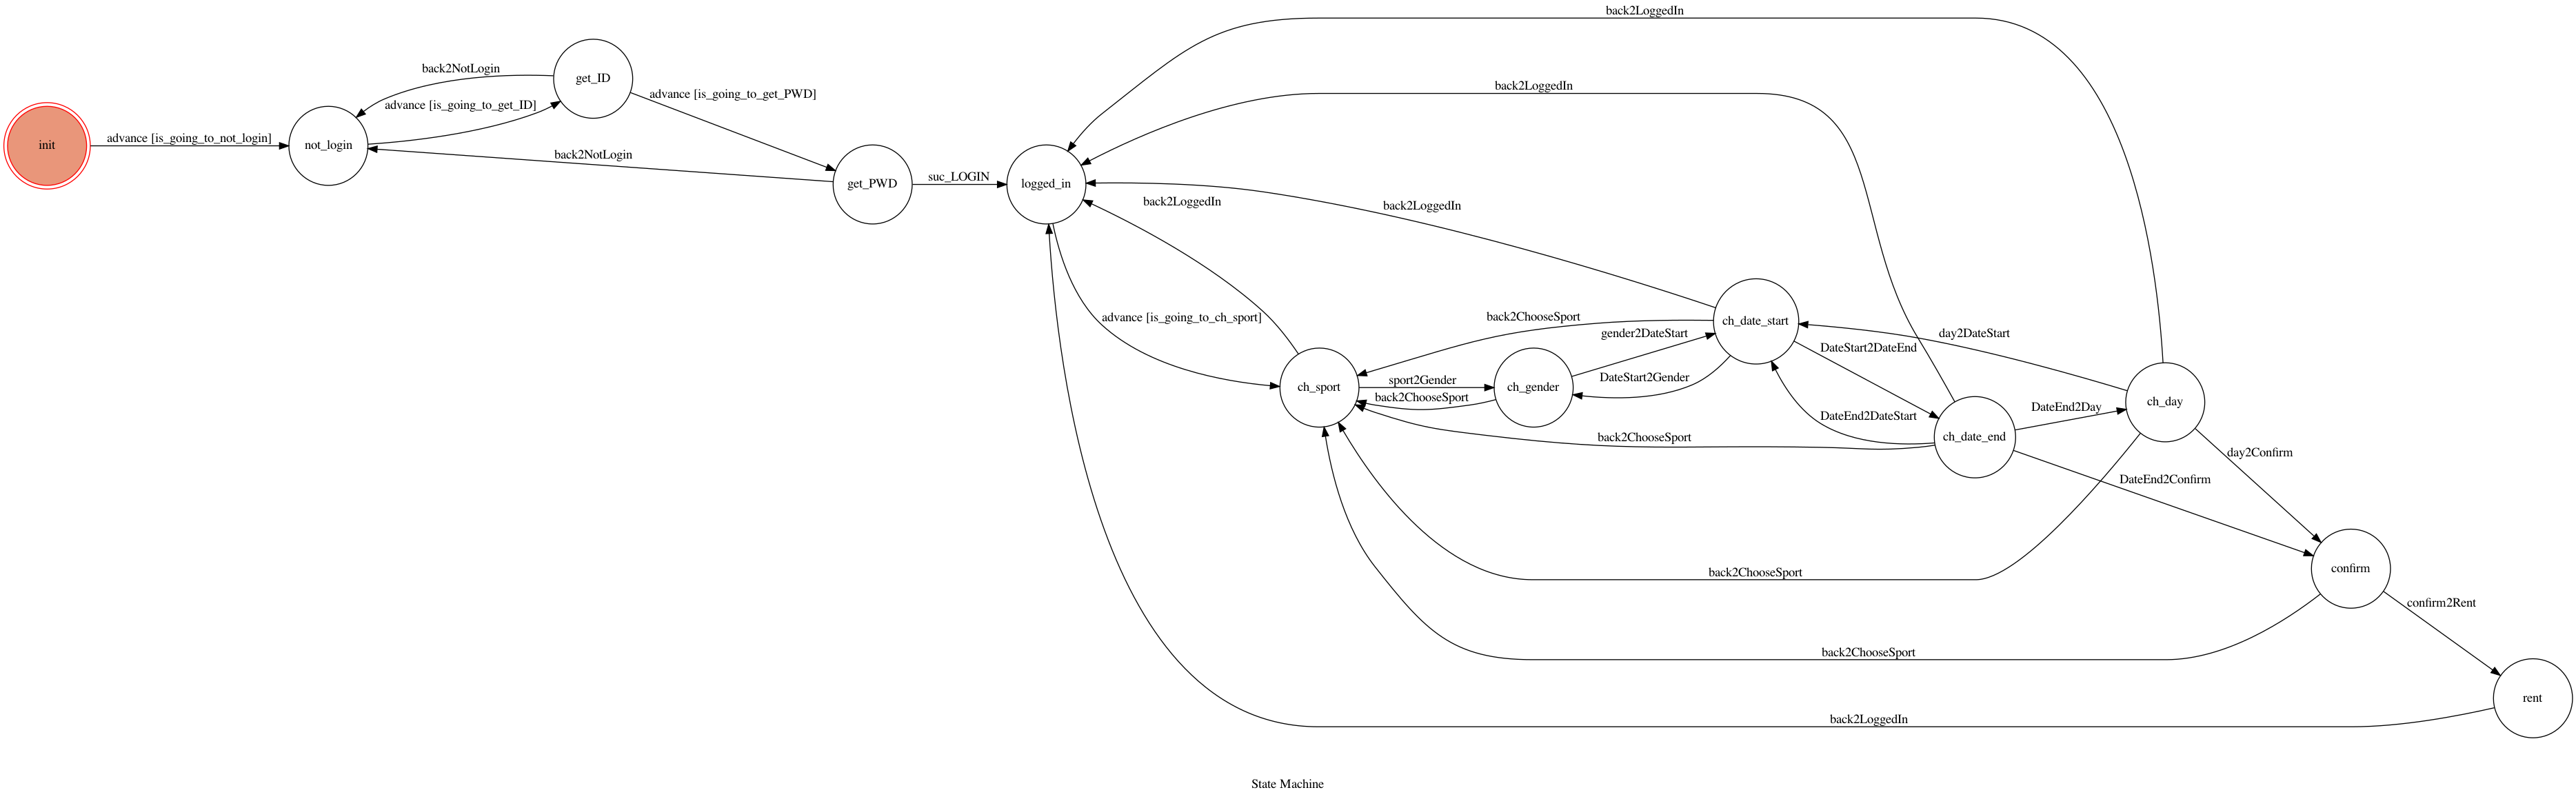 back2LoggedIn
get_ID
back2NotLogin
back2LoggedIn
advance [is_going_to_get_PWD]
advance [is_going_to_get_ID]
init
advance [is_going_to_not_login]
not_login
back2NotLogin
get_PWD
suc_LOGIN
logged_in
back2LoggedIn
back2LoggedIn
advance [is_going_to_ch_sport]
back2ChooseSport
ch_date_start
gender2DateStart
day2DateStart
DateStart2DateEnd
DateStart2Gender
ch_sport
sport2Gender
ch_gender
back2ChooseSport
DateEnd2DateStart
DateEnd2Day
ch_day
back2ChooseSport
ch_date_end
day2Confirm
DateEnd2Confirm
back2ChooseSport
confirm
confirm2Rent
back2ChooseSport
rent
back2LoggedIn
State Machine